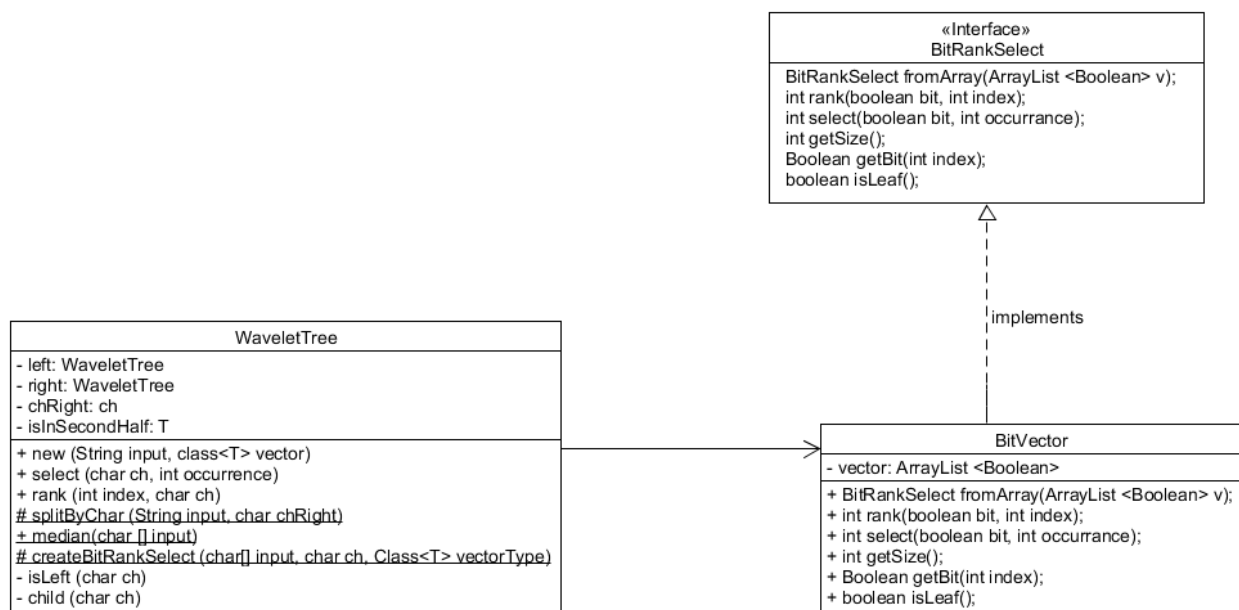 «Interface»
BitRankSelect
BitRankSelect fromArray(ArrayList <Boolean> v);
int rank(boolean bit, int index);
int select(boolean bit, int occurrance);
int getSize();
Boolean getBit(int index);
boolean isLeaf();
implements
WaveletTree
- left: WaveletTree
- right: WaveletTree
- chRight: ch
- isInSecondHalf: T
+ new (String input, class<T> vector)
+ select (char ch, int occurrence)
+ rank (int index, char ch)
# splitByChar (String input, char chRight)
+ median(char [] input)
# createBitRankSelect (char[] input, char ch, Class<T> vectorType)
- isLeft (char ch)
- child (char ch)
BitVector
- vector: ArrayList <Boolean>
+ BitRankSelect fromArray(ArrayList <Boolean> v);
+ int rank(boolean bit, int index);
+ int select(boolean bit, int occurrance);
+ int getSize();
+ Boolean getBit(int index);
+ boolean isLeaf();